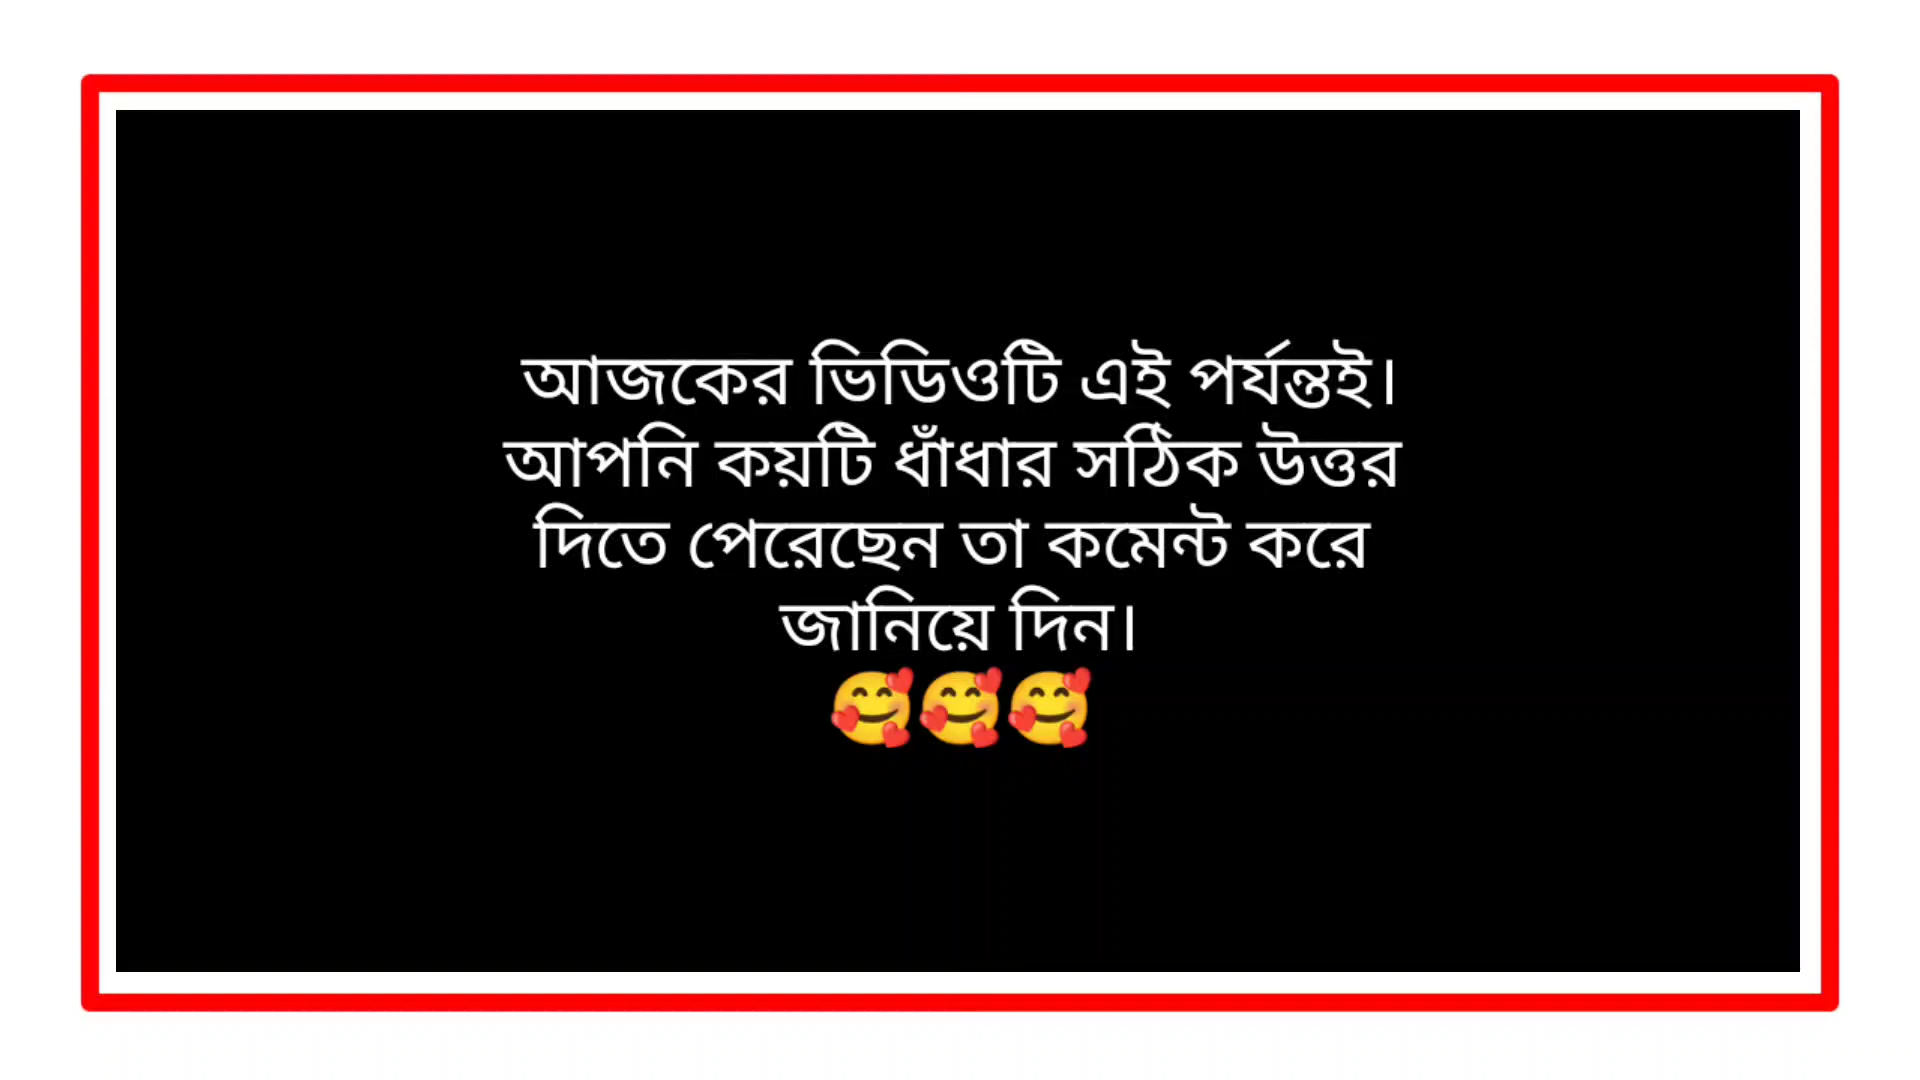 আজকের ভিডিওটি এই পর্যন্তই।
আপনি কয়টি ধাঁধার সঠিক উত্তর
দিতে পেরেছেন তা কমেন্ট করে
জানিয়ে দিন।
🥰🥰🥰